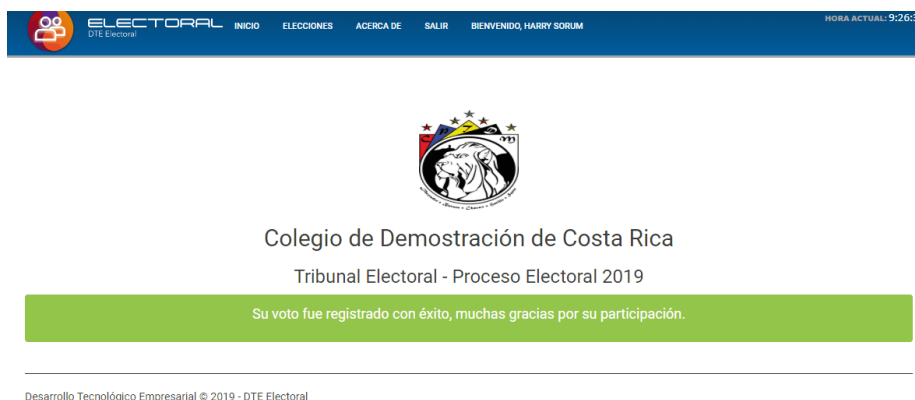 ELECTORAL
DTE Electoral
INICIO ELECCIONES ACERCA DE SALIR BIENVENIDO, HARRY SORUM
HORA ACTUAL: 9:26:
Colegio de Demostración de Costa Rica
Tribunal Electoral - Proceso Electoral 2019
Su voto fue registrado con éxito, muchas gracias por su participación.
Desarrollo Tecnológico Empresarial © 2019 - DTE Electoral